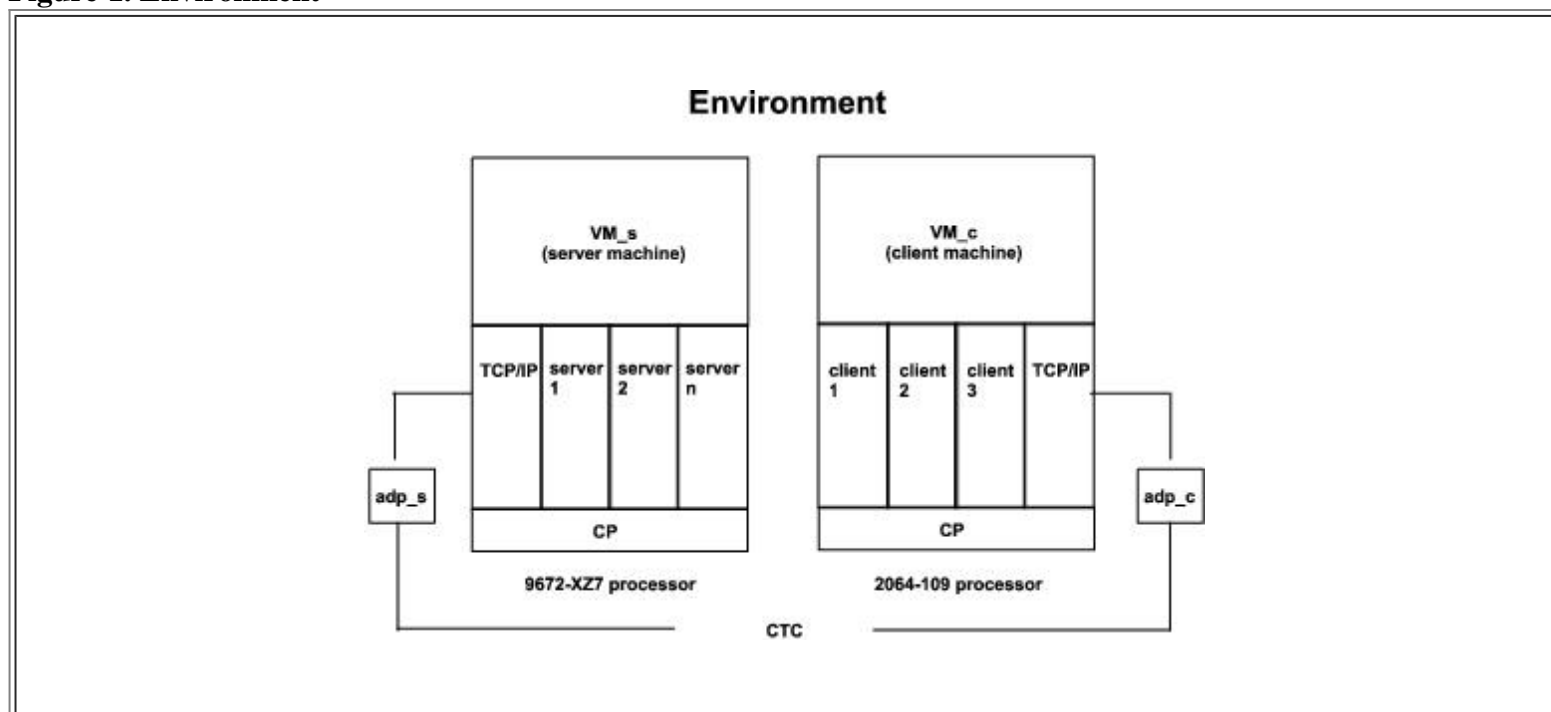 Environment
VM_s
(server machine)
VM_c
(client machine)
TCP/IP
server
1
server
2
server
n
client
1
client
2
client
3
TCP/IP
adp_s
adp_c
CP
CP
9672-XZ7 processor
2064-109 processor
CTC